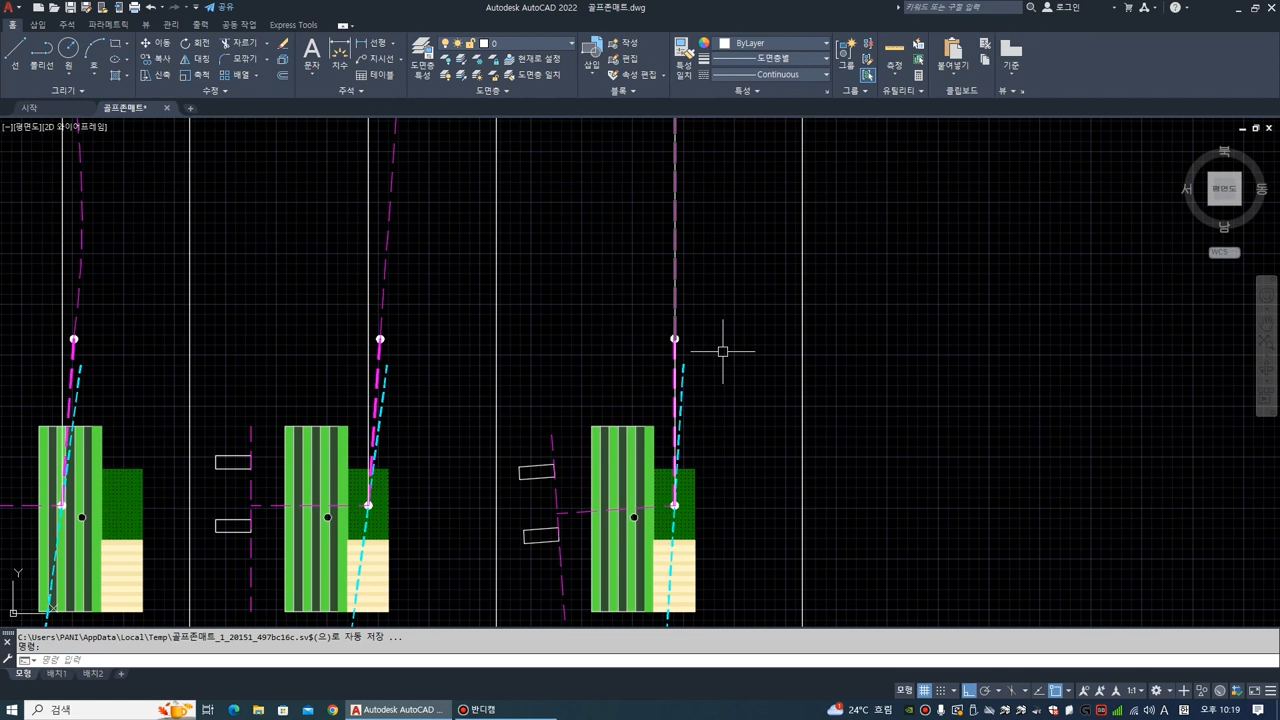 Autodesk AutoCAD 2022 골프존매트.dwg
키워드 또는 구절 입력
로그인
홈 삽입 주석 파라메트릭 뷰 관리 출력 공동 작업 Express Tools
공유
선 폴리선 원 호
이동 회전 자르기
복사 대칭 모깎기
신축 축척 배열
문자 치수
선형
지시선
테이블
도면층 특성
0
현재로 설정
도면층 일치
삽입
작성
편집
속성 편집
특성 일치
ByLayer
도면층별
Continuous
그룹
측정
붙여넣기
기준
그리기 수정 주석 도면층 블록 특성 그룹 유틸리티 클립보드 뷰
시작 골프존매트*
[−][평면도][2D 와이어프레임]
북
서 평면도 동
남
WCS
Y
X
C:\Users\PANI\AppData\Local\Temp\골프존매트_1_20151_497bc16c.sv$(으)로 자동 저장 ...
명령:
명령 입력
모형 배치1 배치2
모형 1:1
검색
Autodesk AutoCAD ...
반디캠
24°C 흐림
오후 10:19